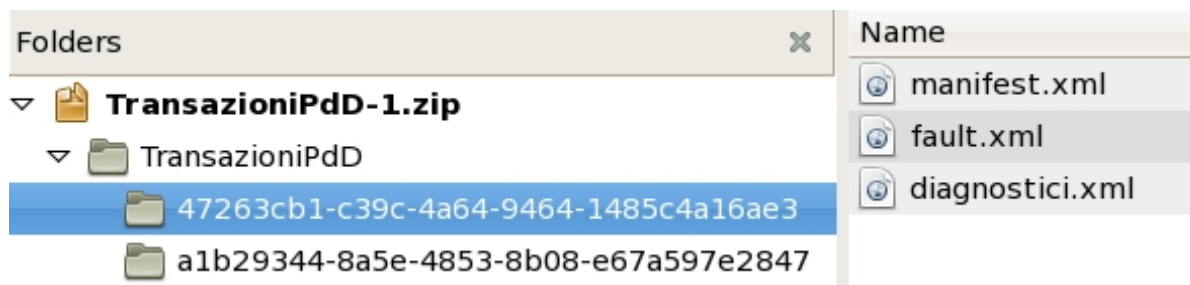 Folders
TransazioniPdD-1.zip
TransazioniPdD
47263cb1-c39c-4a64-9464-1485c4a16ae3
a1b29344-8a5e-4853-8b08-e67a597e2847
Name
manifest.xml
fault.xml
diagnostici.xml